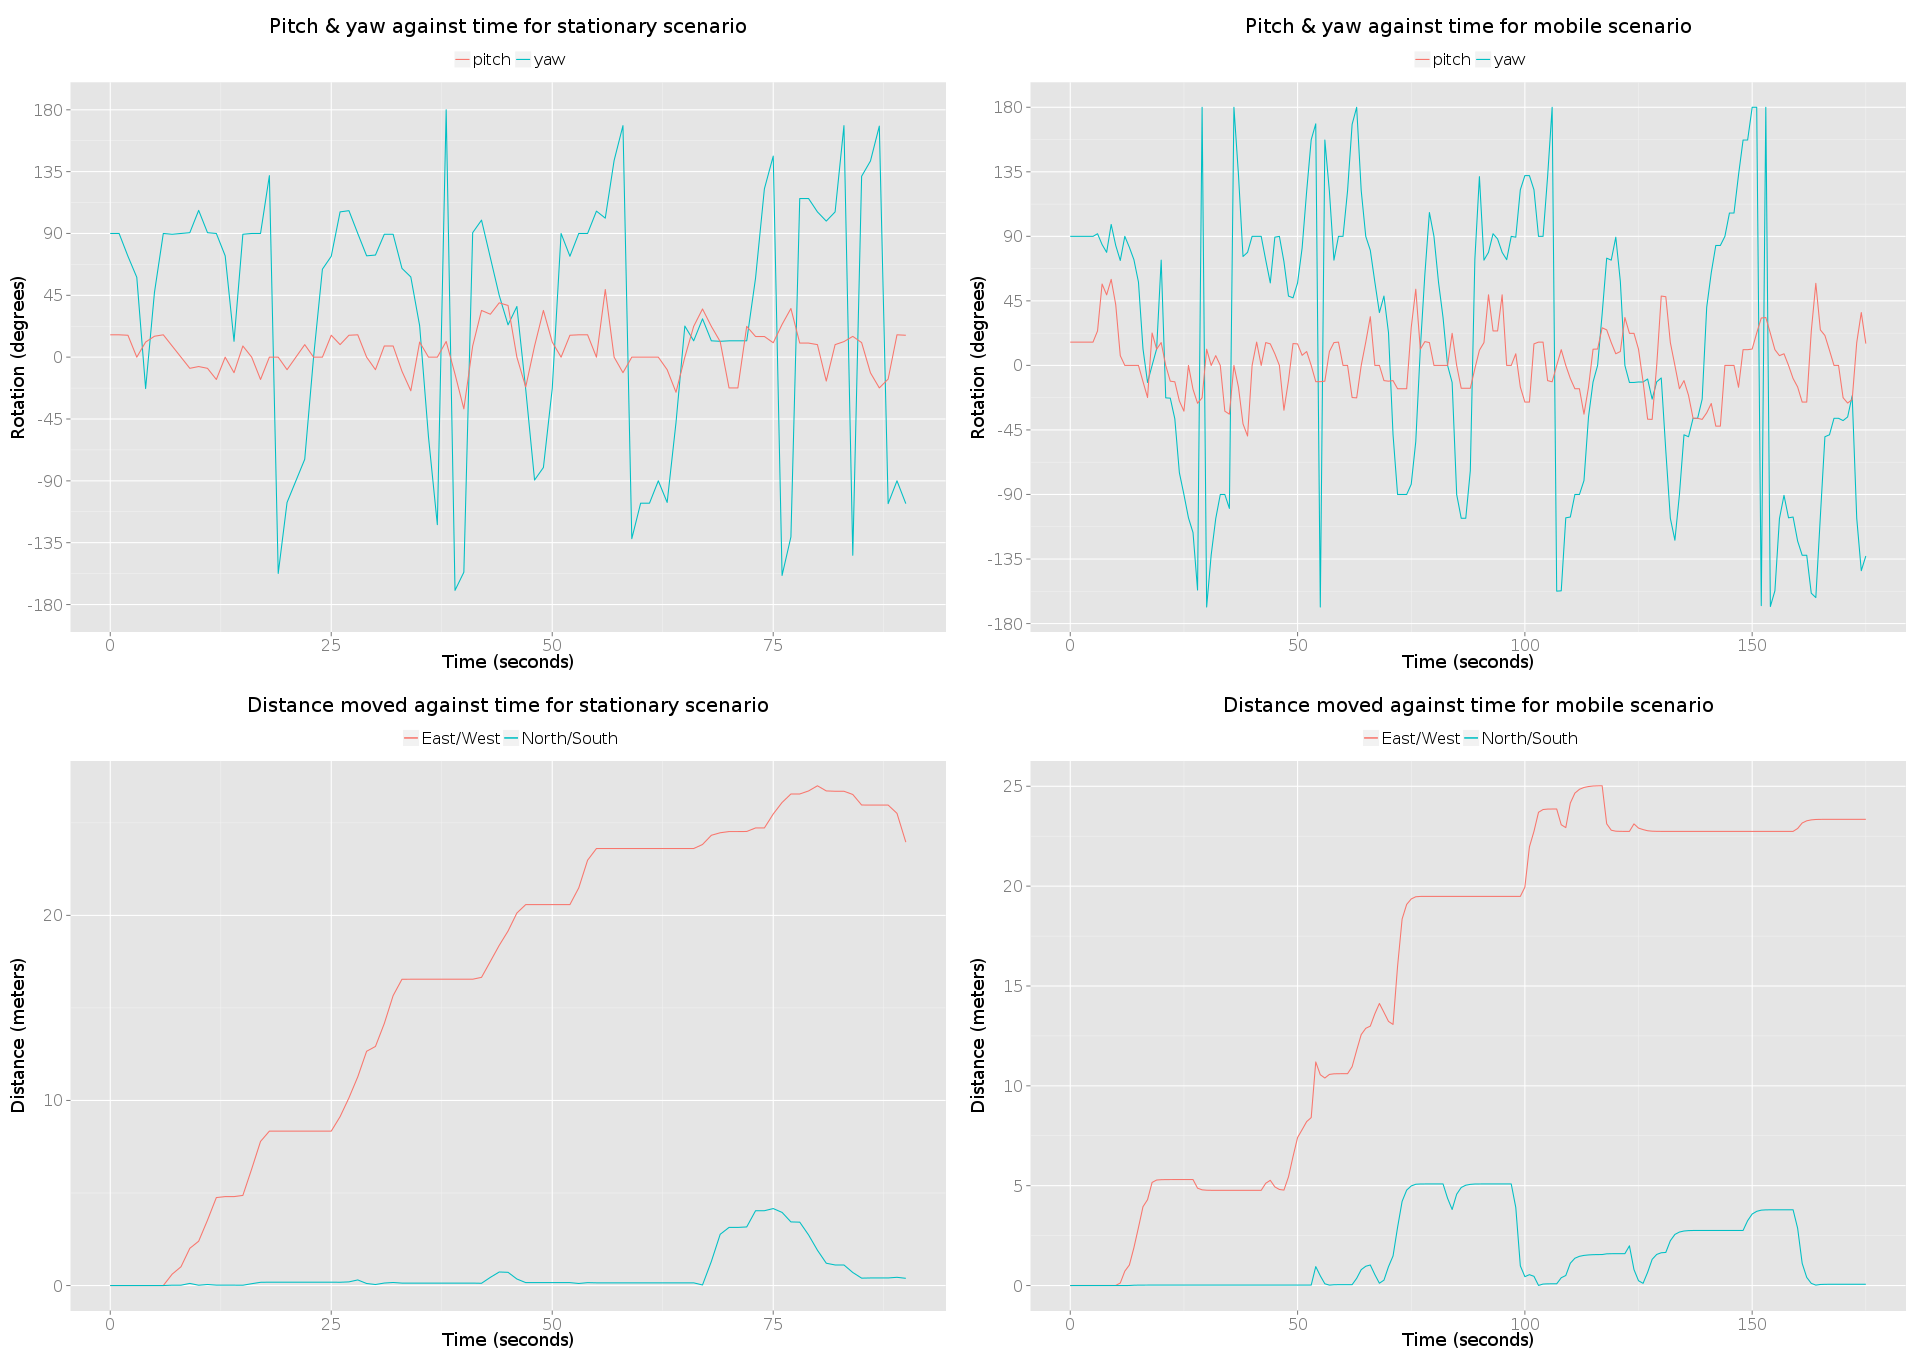 Pitch & yaw against time for stationary scenario
pitch yaw
180
135
90
45
0
-45
-90
-135
-180
Rotation (degrees)
0 25 50 75
Time (seconds)
Pitch & yaw against time for mobile scenario
pitch yaw
180
135
90
45
0
-45
-90
-135
-180
Rotation (degrees)
0 50 100 150
Time (seconds)
Distance moved against time for stationary scenario
East/West North/South
20
10
0
Distance (meters)
0 25 50 75
Time (seconds)
Distance moved against time for mobile scenario
East/West North/South
25
20
15
10
5
0
Distance (meters)
0 50 100 150
Time (seconds)